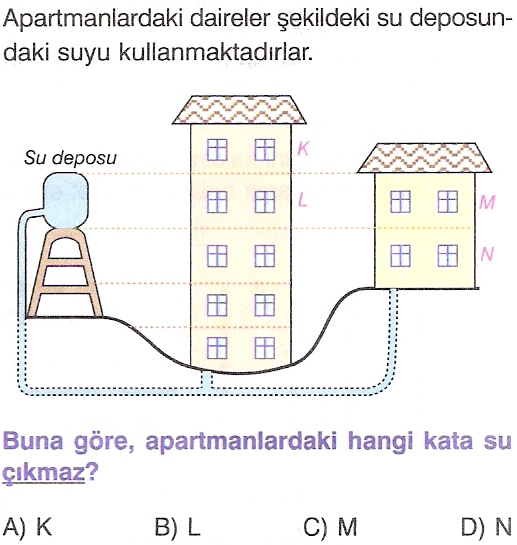 Apartmanlardaki daireler şekildeki su deposun-
daki suyu kullanmaktadırlar.
Su deposu
K
L
M
N
Buna göre, apartmanlardaki hangi kata su
çıkmaz?
A) K B) L C) M D) N